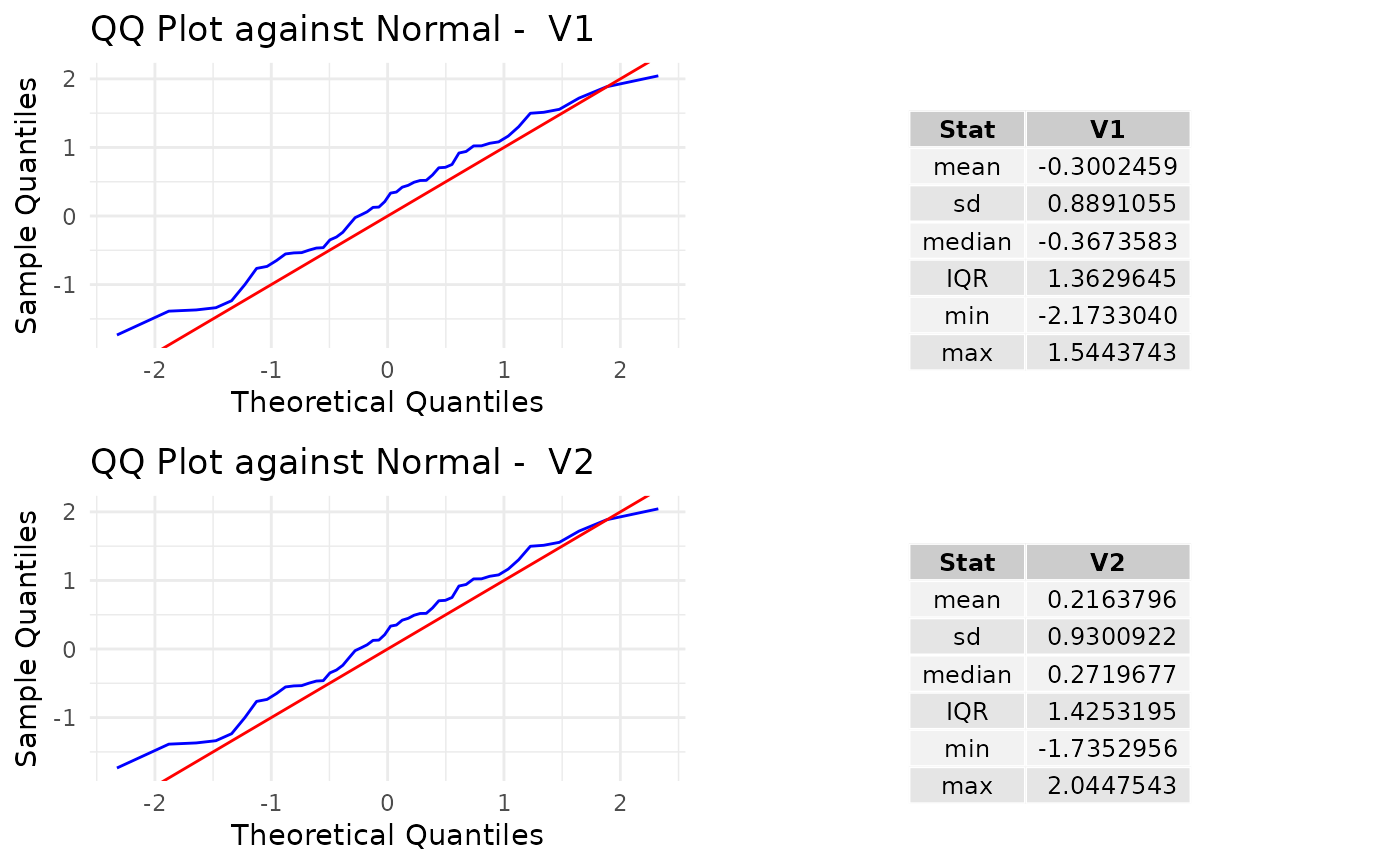 QQ Plot against Normal -  V1
Sample Quantiles
2
1
0
-1
-2 -1 0 1 2
Theoretical Quantiles
Stat V1
mean -0.3002459
sd 0.8891055
median -0.3673583
IQR 1.3629645
min -2.1733040
max 1.5443743
QQ Plot against Normal -  V2
Sample Quantiles
2
1
0
-1
-2 -1 0 1 2
Theoretical Quantiles
Stat V2
mean 0.2163796
sd 0.9300922
median 0.2719677
IQR 1.4253195
min -1.7352956
max 2.0447543